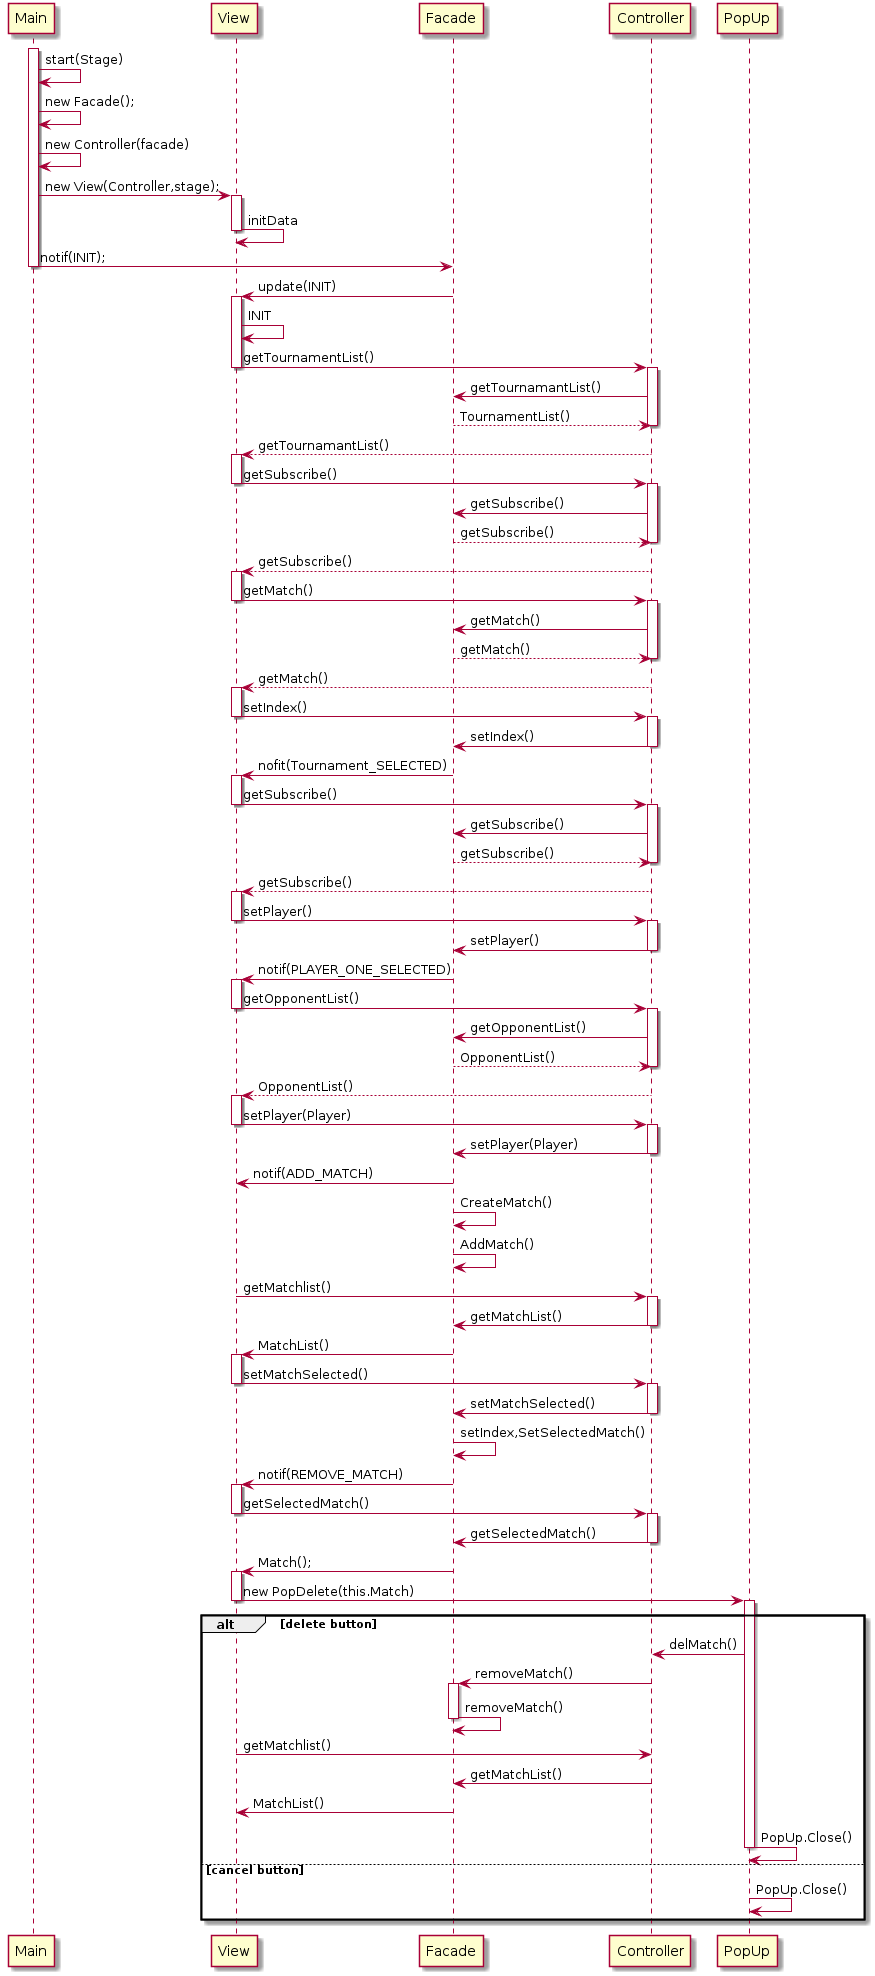 Main View Facade Controller PopUp
start(Stage)
new Facade();
new Controller(facade)
new View(Controller,stage);
initData
notif(INIT);
update(INIT)
INIT
getTournamentList()
getTournamantList()
TournamentList()
getTournamantList()
getSubscribe()
getSubscribe()
getSubscribe()
getSubscribe()
getMatch()
getMatch()
getMatch()
getMatch()
setIndex()
setIndex()
nofit(Tournament_SELECTED)
getSubscribe()
getSubscribe()
getSubscribe()
getSubscribe()
setPlayer()
setPlayer()
notif(PLAYER_ONE_SELECTED)
getOpponentList()
getOpponentList()
OpponentList()
OpponentList()
setPlayer(Player)
setPlayer(Player)
notif(ADD_MATCH)
CreateMatch()
AddMatch()
getMatchlist()
getMatchList()
MatchList()
setMatchSelected()
setMatchSelected()
setIndex,SetSelectedMatch()
notif(REMOVE_MATCH)
getSelectedMatch()
getSelectedMatch()
Match();
new PopDelete(this.Match)
alt [delete button]
delMatch()
removeMatch()
removeMatch()
getMatchlist()
getMatchList()
MatchList()
PopUp.Close()
[cancel button]
PopUp.Close()
Main View Facade Controller PopUp